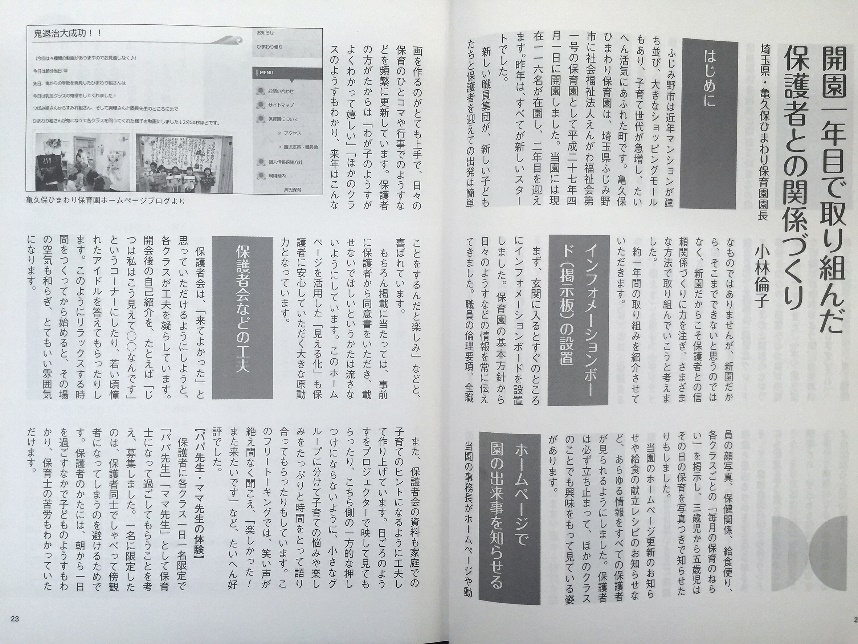 開園一年目で取り組んだ
保護者との関係づくり
埼玉県・亀久保ひまわり保育園園長
小林倫子
はじめに
ふじみ野市は近年マンションが建
ち並び、大きなショッピングモール
もあり、子育て世代が急増し、たい
へん活気にあふれた町です。亀久保
ひまわり保育園は、埼玉県ふじみ野
市に社会福祉法人えんがわ福祉会第
一号の保育園として平成二十七年四
月一日に開園しました。当園には現
在一一六名が在園し、二年目を迎え
ます。昨年は、すべてが新しいスター
トでした。
新しい職員集団が、新しい子ども
たちと保護者を迎えての出発は簡単
なものではありませんが、新園だか
ら、そこまでできないと思うのでは
なく、新園だからこそ保護者との信
頼関係づくりに力を注ぎ、さまざま
な方法で取り組んでいこうと考えま
した。
約一年間の取り組みを紹介させて
いただきます。
インフォメーションボー
ド（掲示板）の設置
まず、玄関に入るとすぐのところ
にインフォメーションボードを設置
しました。保育園の基本方針から
日々のようすなどの情報を常に伝え
てきました。職員の倫理要項、全職
員の顔写真、保健関係、給食便り、
各クラスごとの「毎月の保育のねら
い」を掲示し、三歳児から五歳児は
その日の保育を写真つきで知らせた
りもしました。
当園のホームページ更新のお知ら
せや給食の献立レシピのお知らせな
ど、あらゆる情報をすべての保護者
が見られるようにしました。保護者
は必ず立ち止まって、ほかのクラス
のことでも興味をもって見ている姿
があります。
ホームページで
園の出来事を知らせる
当園の事務長がホームページや動
画を作るのがとても上手で、日々の
保育のひとコマや行事でのようすな
どを頻繁に更新しています。保護者
の方がたからは「わが子のようすが
よくわかって嬉しい」「ほかのクラ
スのようすもわかり、来年はこんな
ことをするんだと楽しみ」などと、
喜ばれています。
もちろん掲載に当たっては、事前
に保護者から同意書をいただき、載
せないでほしいというかたは流さな
いようにしています。このホーム
ページを活用した「見える化」も保
護者に安心していただく大きな原動
力となっています。
鬼退治大成功！！
MENU
亀久保ひまわり保育園ホームページブログより
保護者会などの工夫
保護者会は、「来てよかった」と
思っていただけるようにしようと、
各クラスが工夫を凝らしています。
開会後の自己紹介を、たとえば「じ
つは私はこう見えて〇〇なんです」
というコーナーにしたり、若い頃憧
れたアイドルを答えてもらったりし
ます。このようにリラックスする時
間をつくってから始めると、その場
の空気も和らぎ、とてもいい雰囲気
になります。
また、保護者会の資料も家庭での
子育てのヒントになるように工夫し
て作り上げています。日ごろのよう
すをプロジェクターで映して見ても
らったり、こちら側の一方的な押し
つけにならないように、小さなグ
ループに分けて子育ての悩みや楽し
みをたっぷりと時間をとって語り
合ってもらったりもしています。こ
のフリートーキングでは、笑い声が
絶え間なく聞こえ、「楽しかった！
また来たいです」など、たいへん好
評でした。
【パパ先生・ママ先生の体験】
保護者に各クラス一日一名限定で
「パパ先生」「ママ先生」として保育
士になって過ごしてもらうことを考
え、募集しました。一名に限定した
のは、保護者同士でしゃべって傍観
者になってしまうのを避けるためで
す。保護者のかたには、朝から一日
を過ごすなかで子どものようすもわ
かり、保育士の苦労もわかっていた
だけます。
23